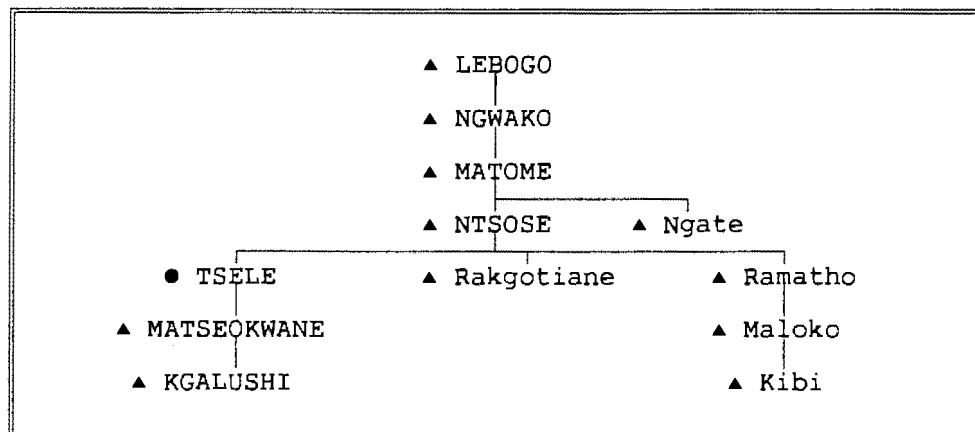 ▲ LEBOGO
▲ NGWAKO
▲ MATOME
▲ NTSOSE ▲ Ngate
● TSELE ▲ Rakgotiane ▲ Ramatho
▲ MATSEOKWANE ▲ Maloko
▲ KGALUSHI ▲ Kibi